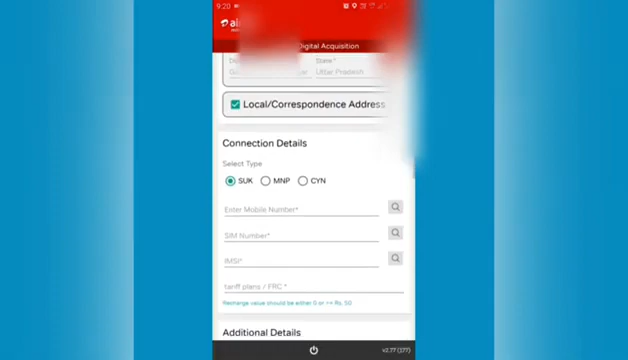 9:20
Digital Acquisition
State*
Uttar Pradesh
Local/Correspondence Address
Connection Details
Select Type
SUK
MNP
CYN
Enter Mobile Number*
SIM Number*
IMSI*
tariff plans / FRC *
Recharge value should be either 0 or >= Rs. 50
Additional Details
v2.77 (177)